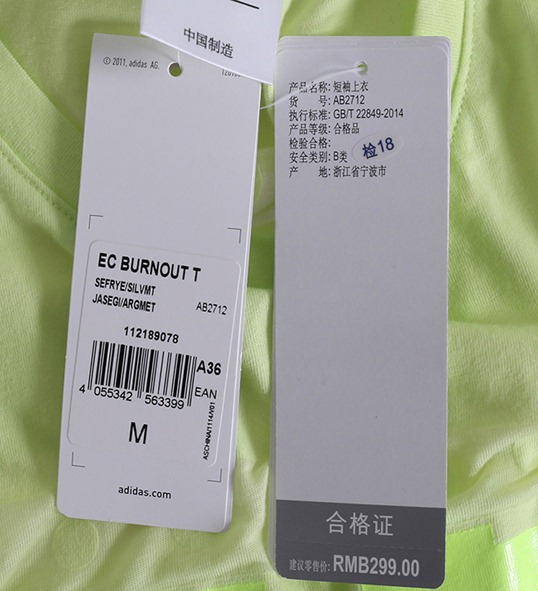 中国制造
© 2011, adidas AG.
EC BURNOUT T
SEFRYE/SILVMT
JASEGI/ARGMET AB2712
112189078
A36
4 055342 563399 EAN
ASCHINA/1114/V01
M
adidas.com
产品名称: 短袖上衣
货 号: AB2712
执行标准: GB/T 22849-2014
产品等级: 合格品
检验合格: 检18
安全类别: B类
产 地: 浙江省宁波市
合格证
建议零售价: RMB299.00